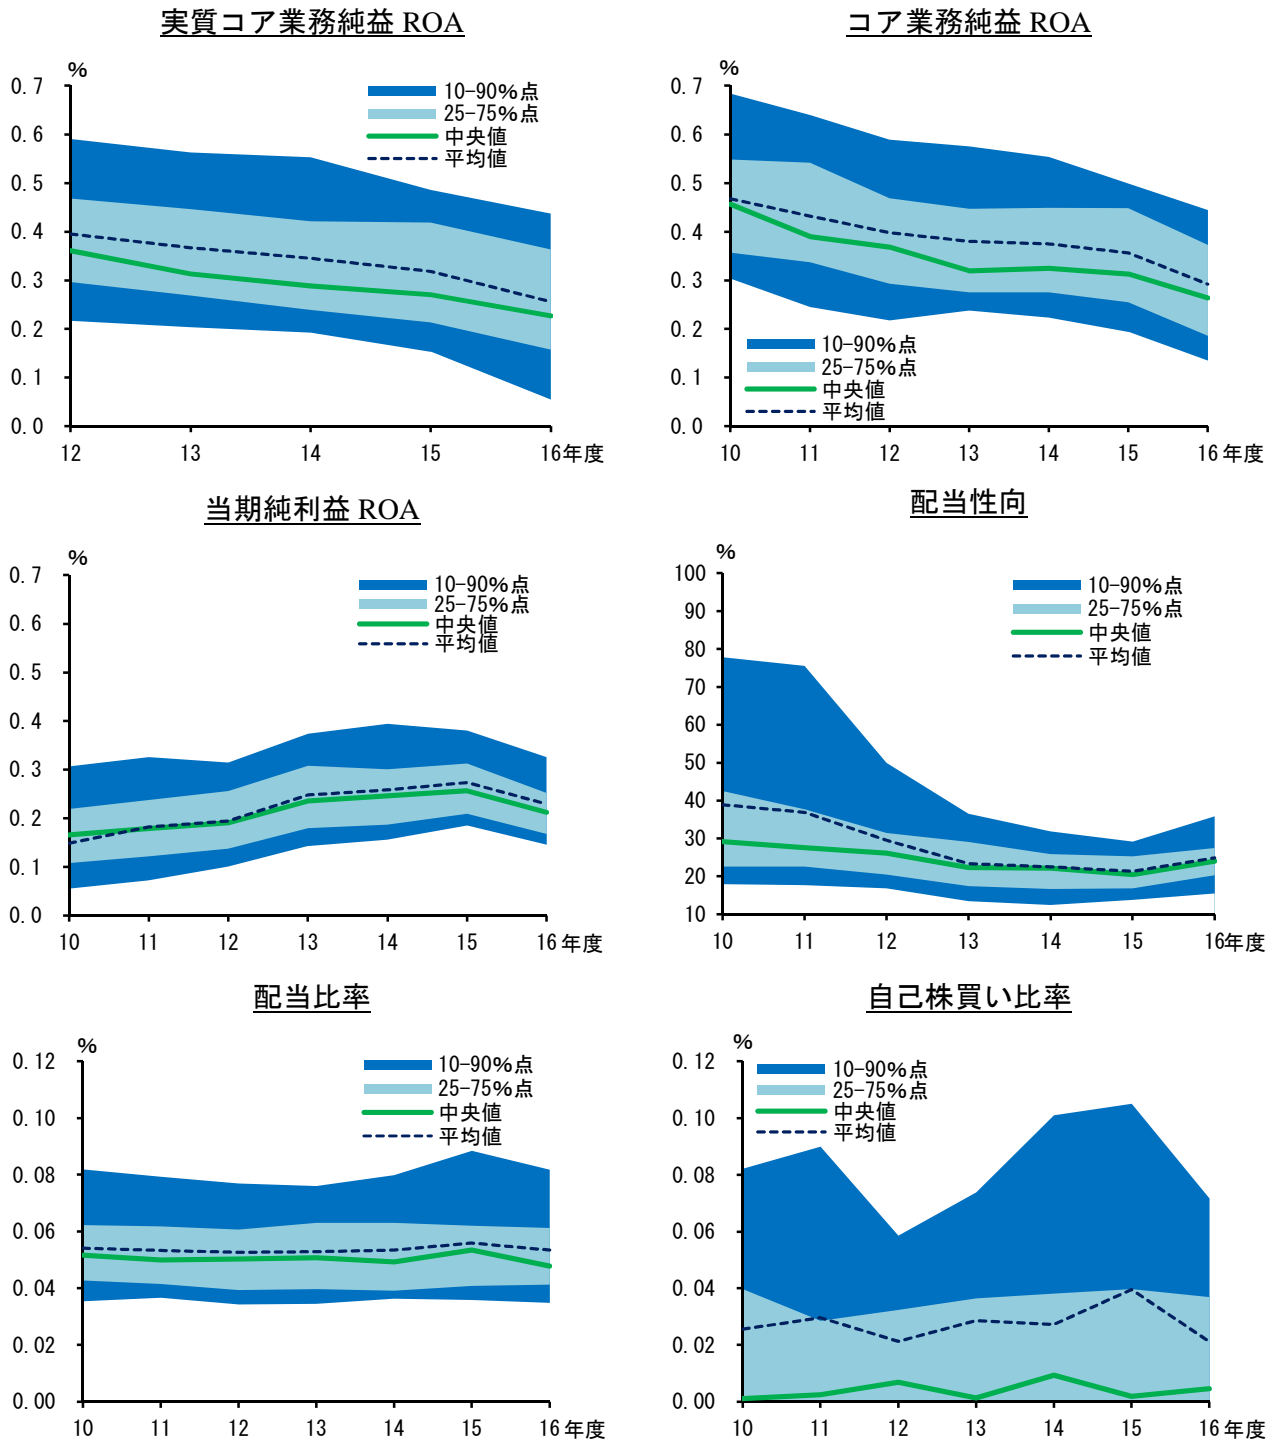 実質コア業務純益 ROA
%
0.7
0.6
0.5
0.4
0.3
0.2
0.1
0.0
10-90%点
25-75%点
中央値
平均値
12 13 14 15 16年度
コア業務純益 ROA
%
0.7
0.6
0.5
0.4
0.3
0.2
0.1
0.0
10-90%点
25-75%点
中央値
平均値
10 11 12 13 14 15 16年度
当期純利益 ROA
%
0.7
0.6
0.5
0.4
0.3
0.2
0.1
0.0
10-90%点
25-75%点
中央値
平均値
10 11 12 13 14 15 16年度
配当性向
%
100
90
80
70
60
50
40
30
20
10
10-90%点
25-75%点
中央値
平均値
10 11 12 13 14 15 16年度
配当比率
%
0.12
0.10
0.08
0.06
0.04
0.02
0.00
10-90%点
25-75%点
中央値
平均値
10 11 12 13 14 15 16年度
自己株買い比率
%
0.12
0.10
0.08
0.06
0.04
0.02
0.00
10-90%点
25-75%点
中央値
平均値
10 11 12 13 14 15 16年度